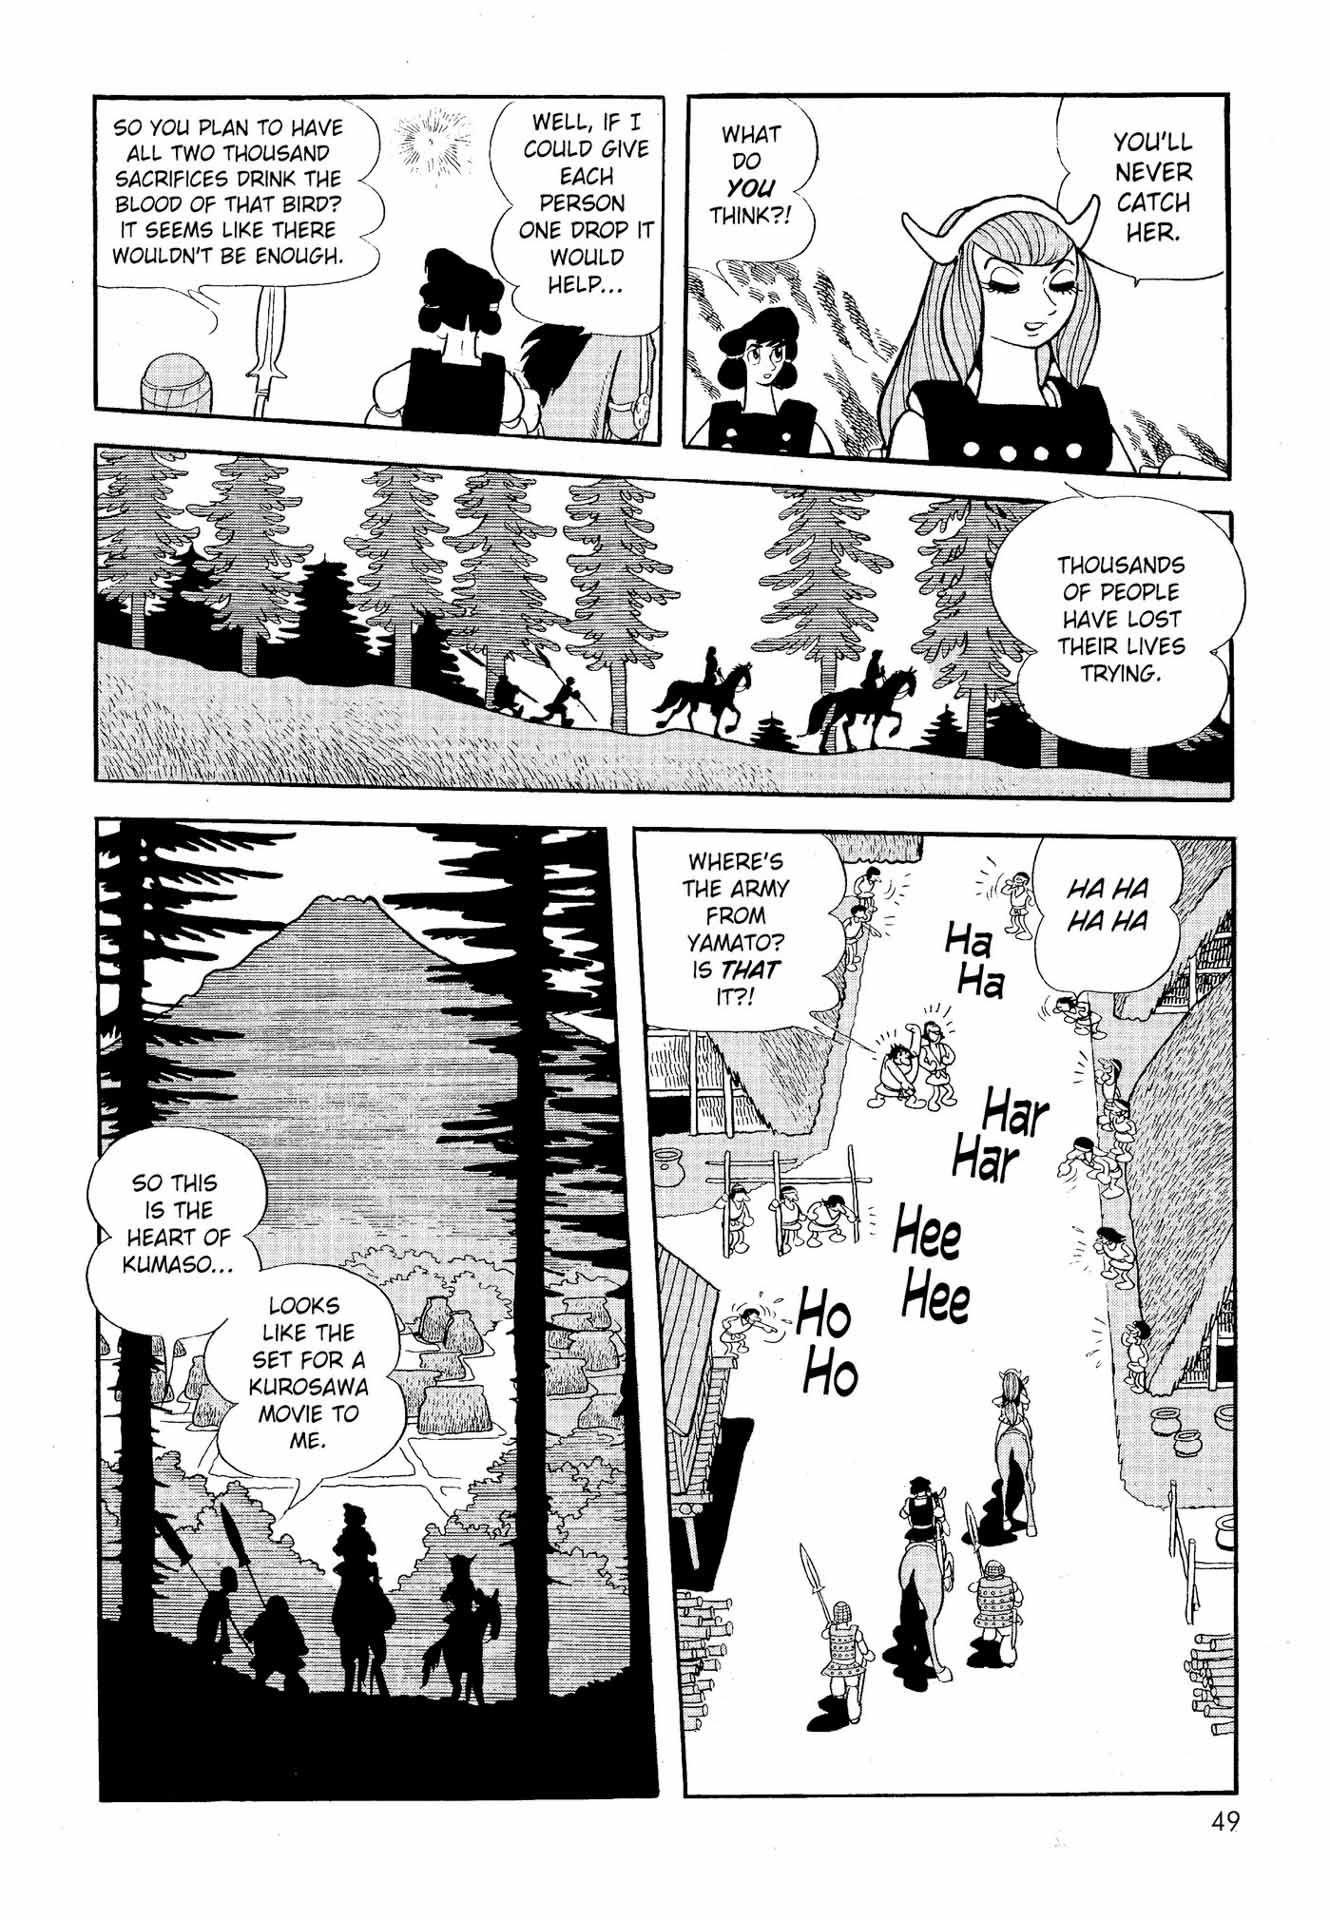 SO YOU PLAN TO HAVE
ALL TWO THOUSAND
SACRIFICES DRINK THE
BLOOD OF THAT BIRD?
IT SEEMS LIKE THERE
WOULDN'T BE ENOUGH.
WELL, IF I
COULD GIVE
EACH
PERSON
ONE DROP IT
WOULD
HELP...
WHAT
DO
YOU
THINK?!
YOU'LL
NEVER
CATCH
HER.
THOUSANDS
OF PEOPLE
HAVE LOST
THEIR LIVES
TRYING.
SO THIS
IS THE
HEART OF
KUMASO...
LOOKS
LIKE THE
SET FOR A
KUROSAWA
MOVIE TO
ME.
WHERE'S
THE ARMY
FROM
YAMATO?
IS THAT
IT?!
HA HA
HA HA
Ha
Ha
Har
Har
Hee
Hee
Ho
Ho
49